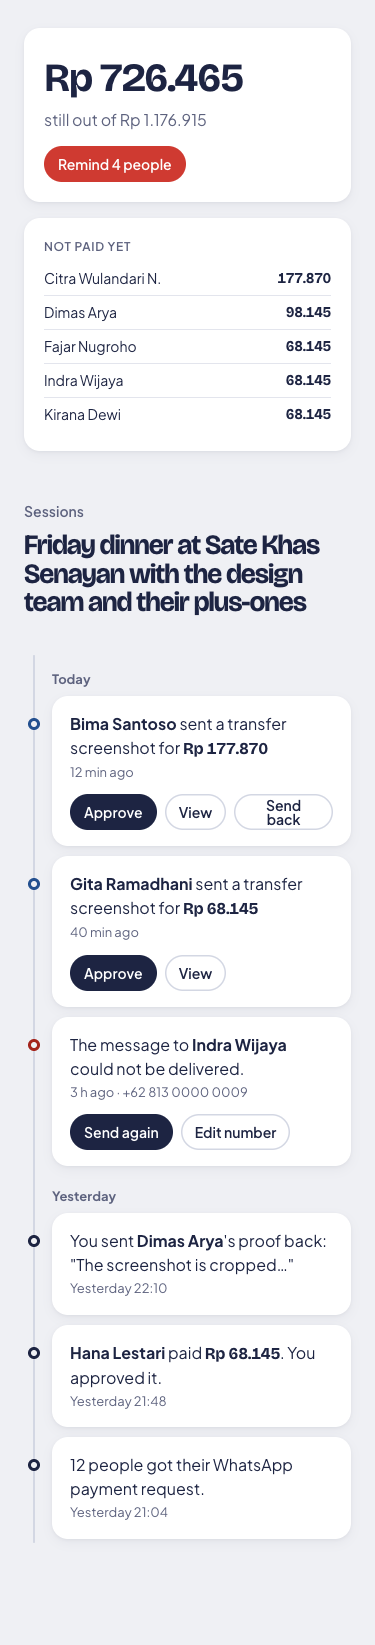 Rp 726.465
still out of Rp 1.176.915
Remind 4 people
NOT PAID YET
Citra Wulandari N. 177.870
Dimas Arya 98.145
Fajar Nugroho 68.145
Indra Wijaya 68.145
Kirana Dewi 68.145
Sessions
Friday dinner at Sate Khas
Senayan with the design
team and their plus-ones
Today
Bima Santoso sent a transfer
screenshot for Rp 177.870
12 min ago
Approve View Send
back
Gita Ramadhani sent a transfer
screenshot for Rp 68.145
40 min ago
Approve View
The message to Indra Wijaya
could not be delivered.
3 h ago · +62 813 0000 0009
Send again Edit number
Yesterday
You sent Dimas Arya's proof back:
"The screenshot is cropped…"
Yesterday 22:10
Hana Lestari paid Rp 68.145. You
approved it.
Yesterday 21:48
12 people got their WhatsApp
payment request.
Yesterday 21:04